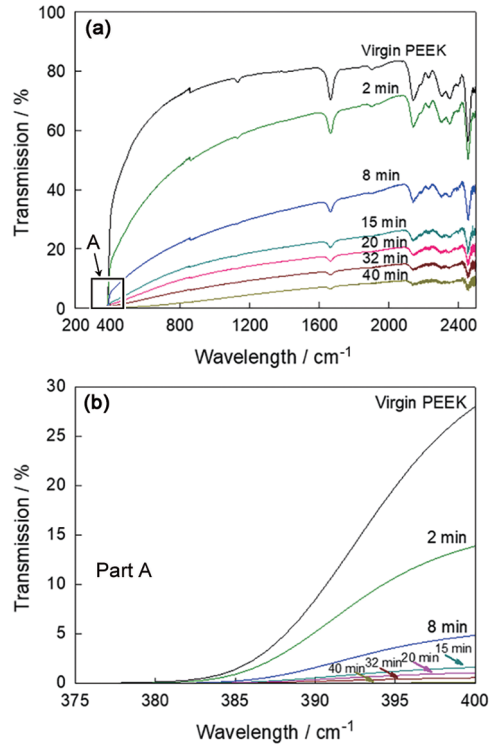 100
(a)
Virgin PEEK
80
2 min
60
8 min
40
15 min
20 min
A
20
32 min
40 min
0
200 400 800 1200 1600 2000 2400
Transmission / %
Wavelength / cm-1
30
(b)
Virgin PEEK
25
20
2 min
15
Part A
10
8 min
5
40 min 32 min 20 min 15 min
0
375 380 385 390 395 400
Transmission / %
Wavelength / cm-1